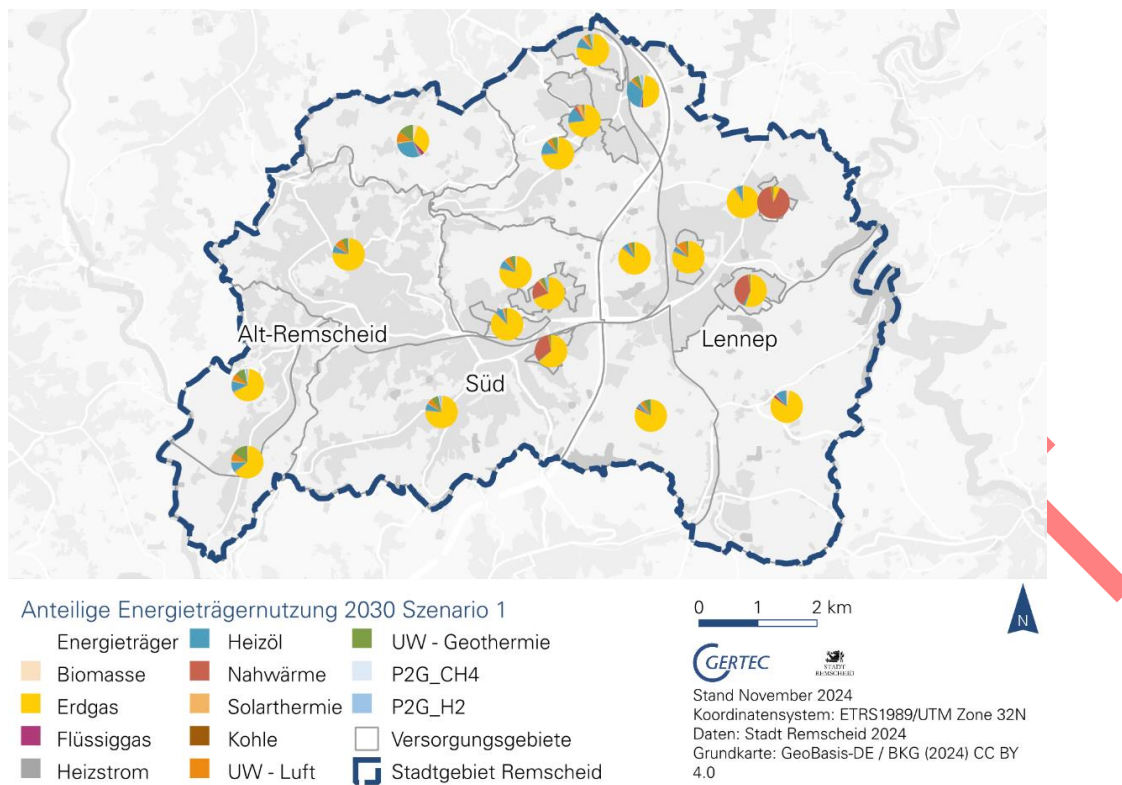 Alt-Remscheid
Lennep
Süd
Anteilige Energieträgernutzung 2030 Szenario 1
Energieträger
Biomasse
Erdgas
Flüssiggas
Heizstrom
Heizöl
Nahwärme
Solarthermie
Kohle
UW - Luft
UW - Geothermie
P2G_CH4
P2G_H2
Versorgungsgebiete
Stadtgebiet Remscheid
0 1 2 km
N
GERTEC
STADT
REMSCHEID
Stand November 2024
Koordinatensystem: ETRS1989/UTM Zone 32N
Daten: Stadt Remscheid 2024
Grundkarte: GeoBasis-DE / BKG (2024) CC BY
4.0